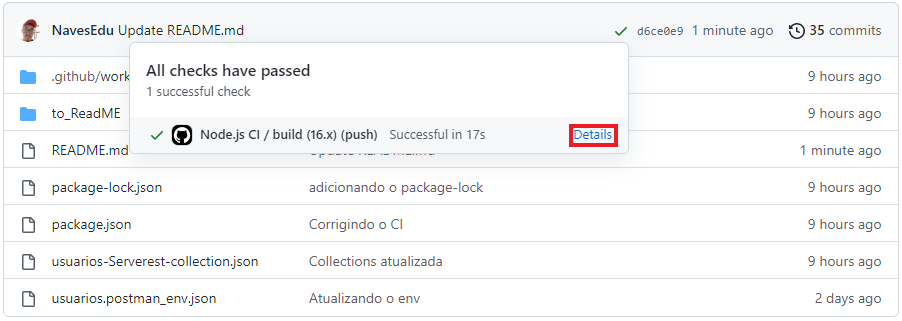 NavesEdu Update README.md d6ce0e9 1 minute ago 35 commits
All checks have passed
1 successful check
Node.js CI / build (16.x) (push) Successful in 17s Details
.github/work 9 hours ago
to_ReadME 9 hours ago
README.md 1 minute ago
package-lock.json adicionando o package-lock 9 hours ago
package.json Corrigindo o CI 9 hours ago
usuarios-Serverest-collection.json Collections atualizada 9 hours ago
usuarios.postman_env.json Atualizando o env 2 days ago